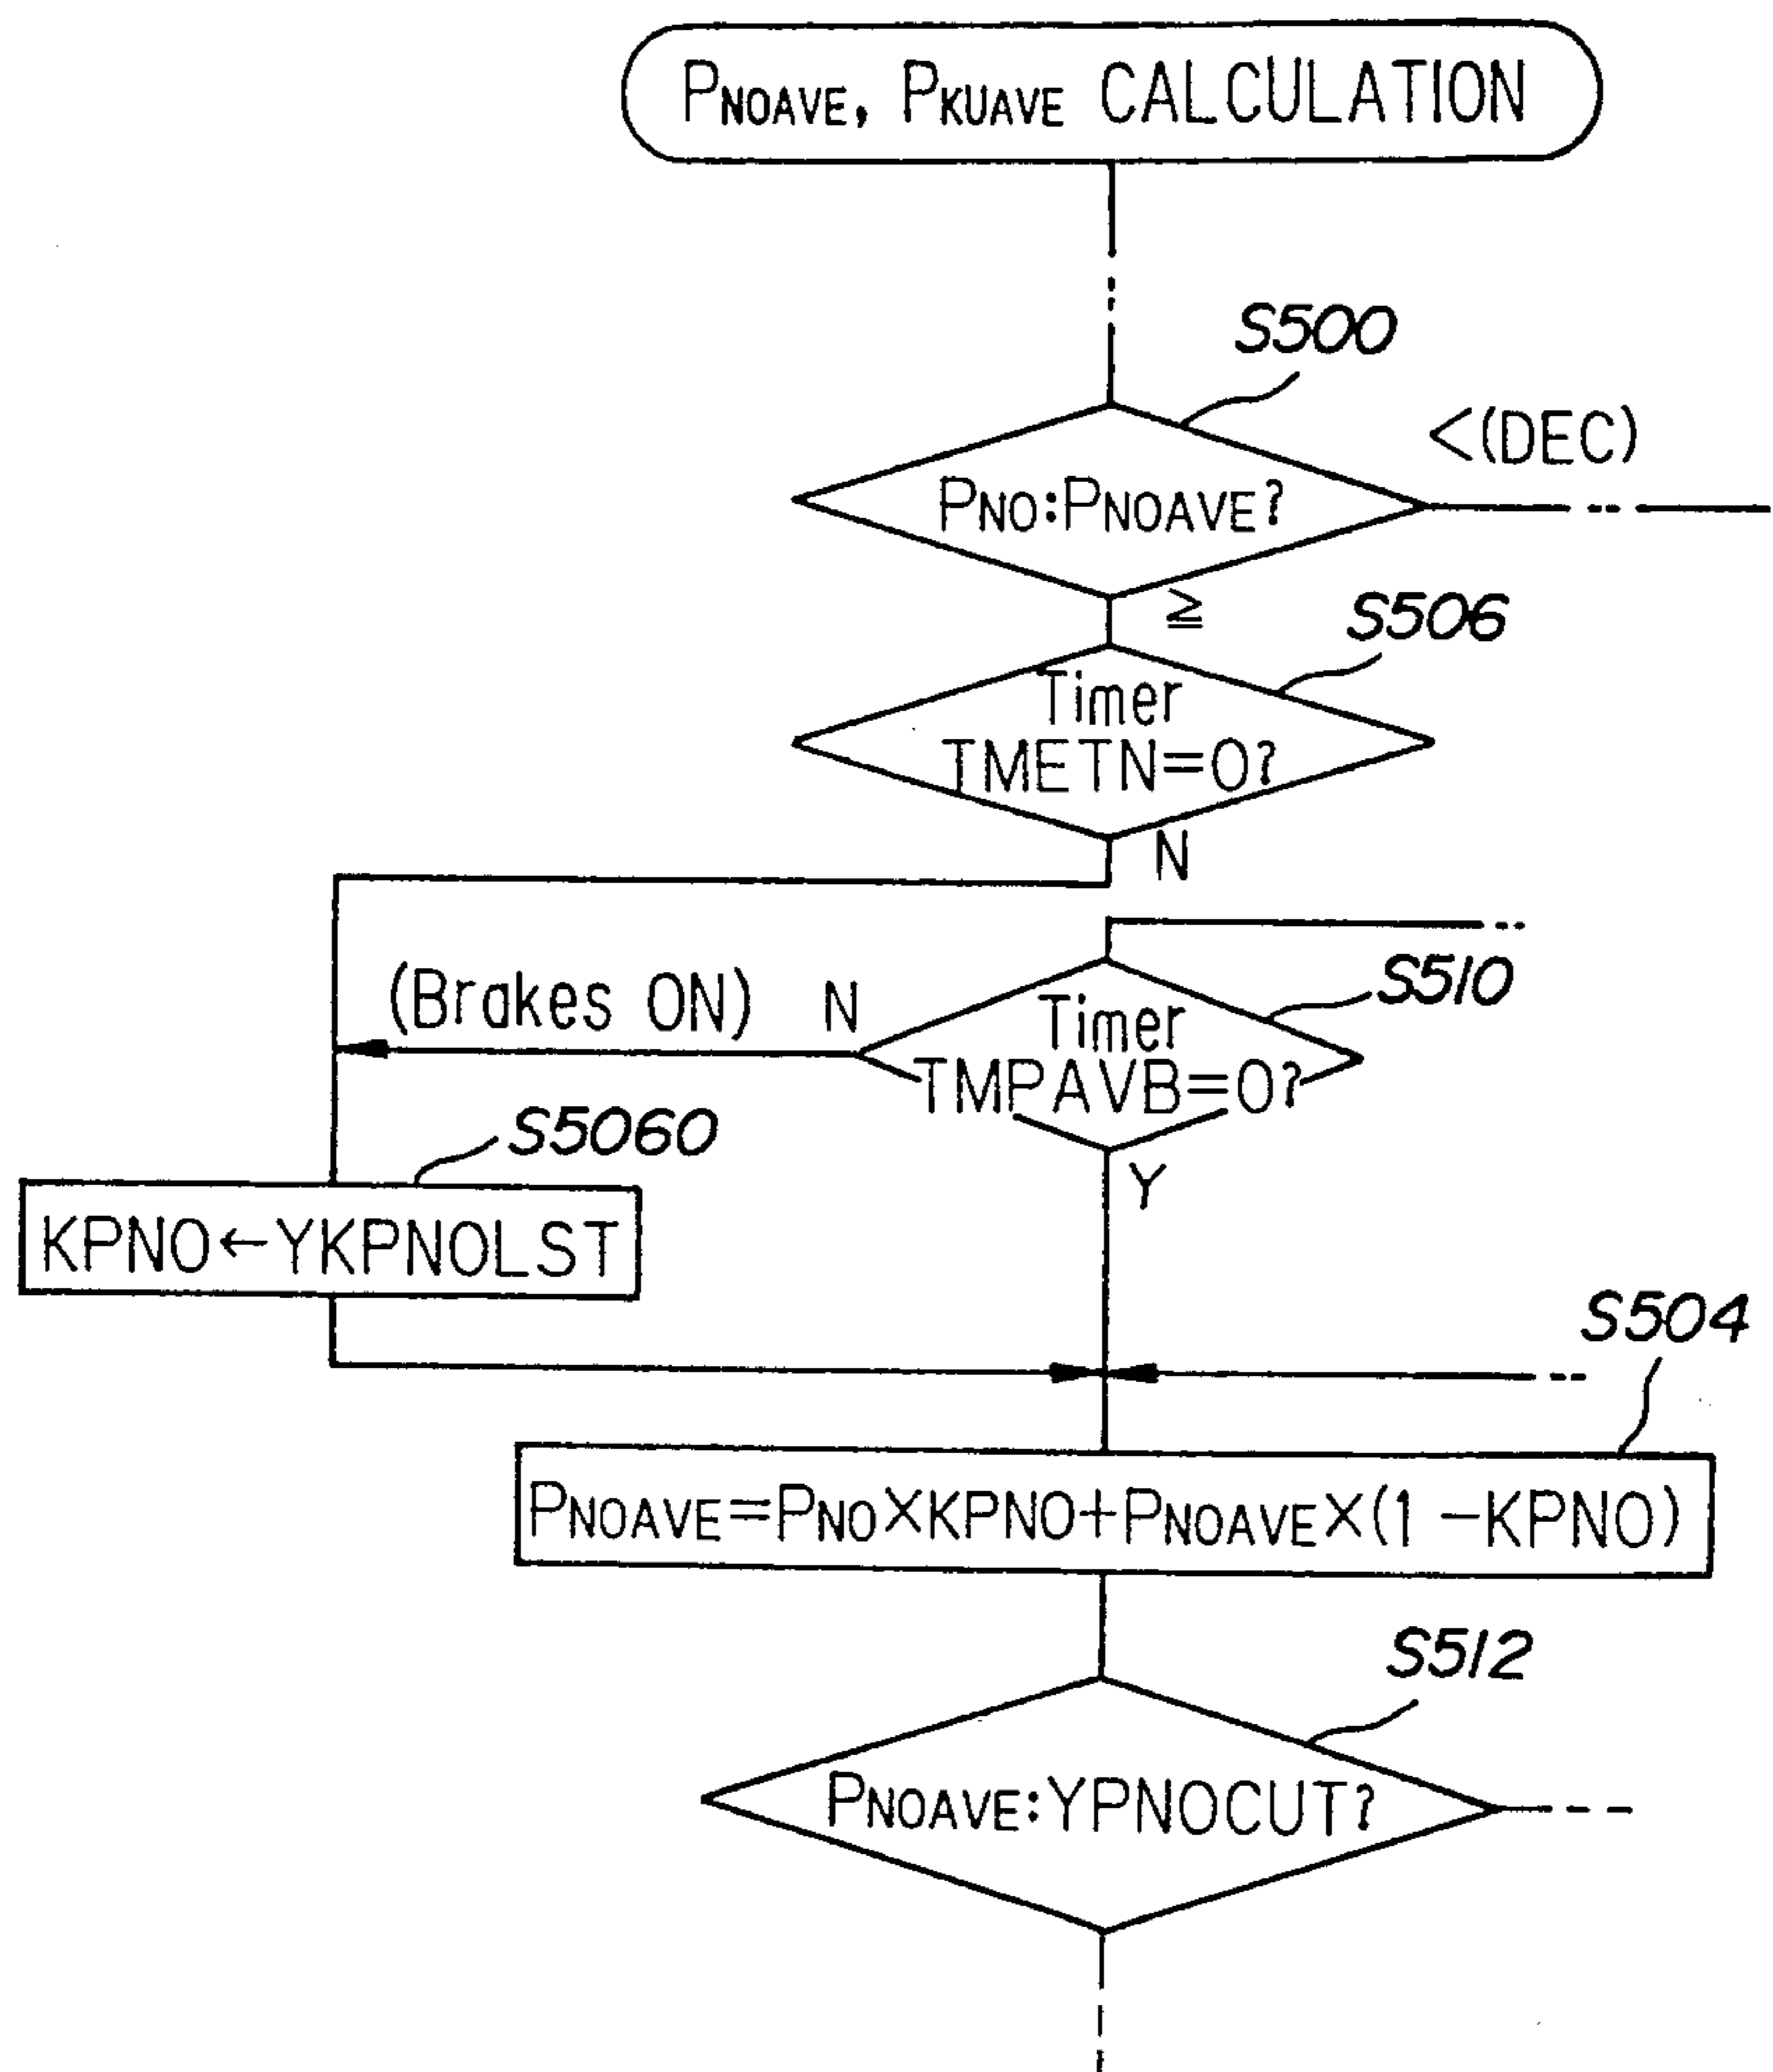 PNOAVE, PKUAVE CALCULATION
S500
<(DEC)
PNO:PNOAVE?
≧
S506
Timer
TMETN=0?
N
S510
(Brakes ON) N
Timer
TMPAVB=0?
S5060
Y
KPNO←YKPNOLST
S504
PNOAVE=PNO×KPNO+PNOAVE×(1-KPNO)
S512
PNOAVE:YPNOCUT?